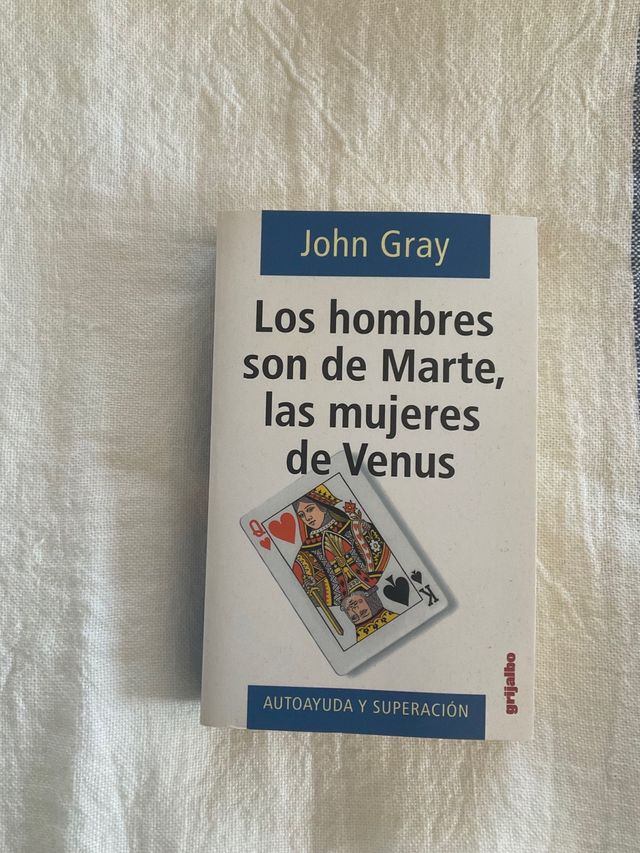 John Gray
Los hombres
son de Marte,
las mujeres
de Venus
Q
K
AUTOAYUDA Y SUPERACIÓN
grijalbo